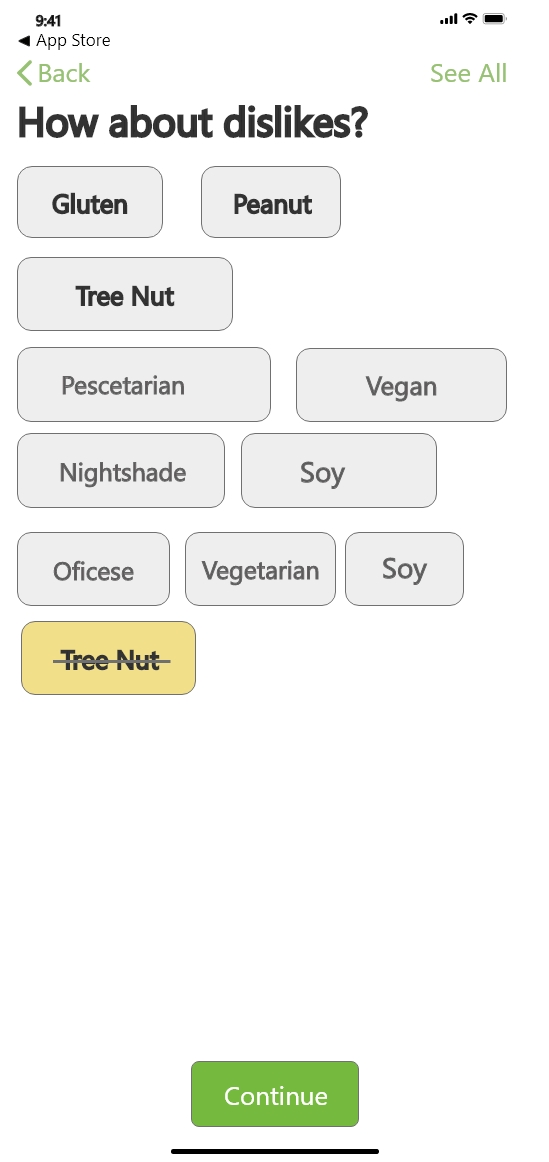 9:41
◀ App Store
Back See All
How about dislikes?
Gluten Peanut
Tree Nut
Pescetarian Vegan
Nightshade Soy
Oficese Vegetarian Soy
Tree Nut
Continue